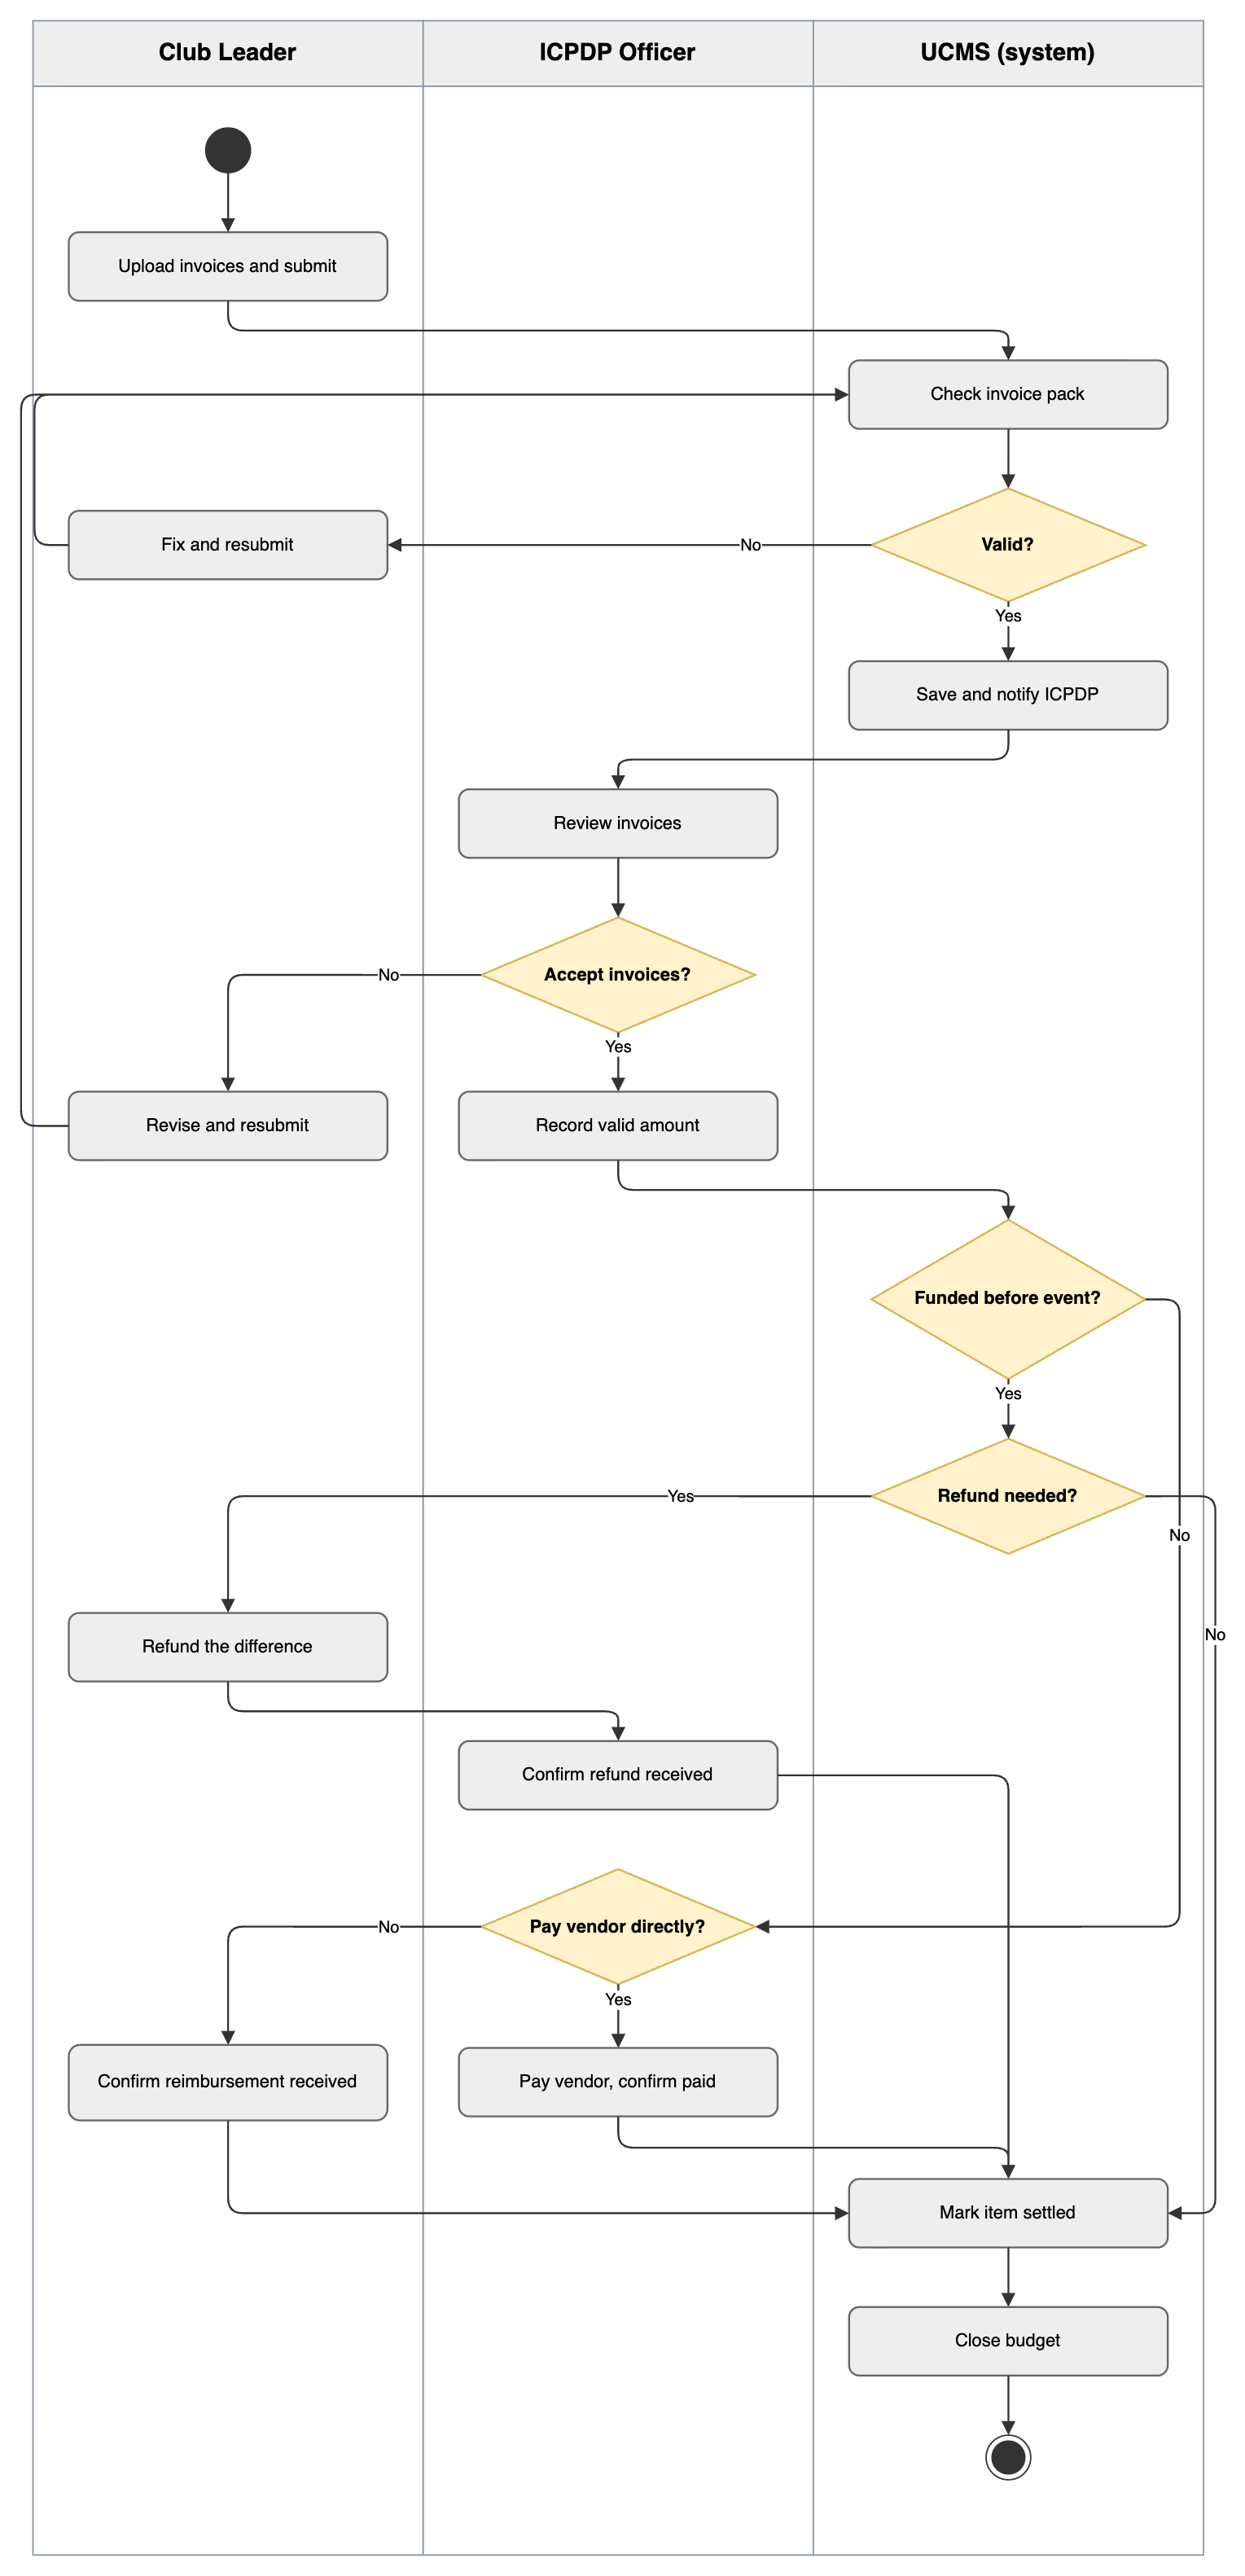 Club Leader
ICPDP Officer
UCMS (system)
Upload invoices and submit
Check invoice pack
Fix and resubmit
No
Valid?
Yes
Save and notify ICPDP
Review invoices
No
Accept invoices?
Yes
Revise and resubmit
Record valid amount
Funded before event?
Yes
Yes
Refund needed?
No
No
Refund the difference
Confirm refund received
No
Pay vendor directly?
Yes
Confirm reimbursement received
Pay vendor, confirm paid
Mark item settled
Close budget